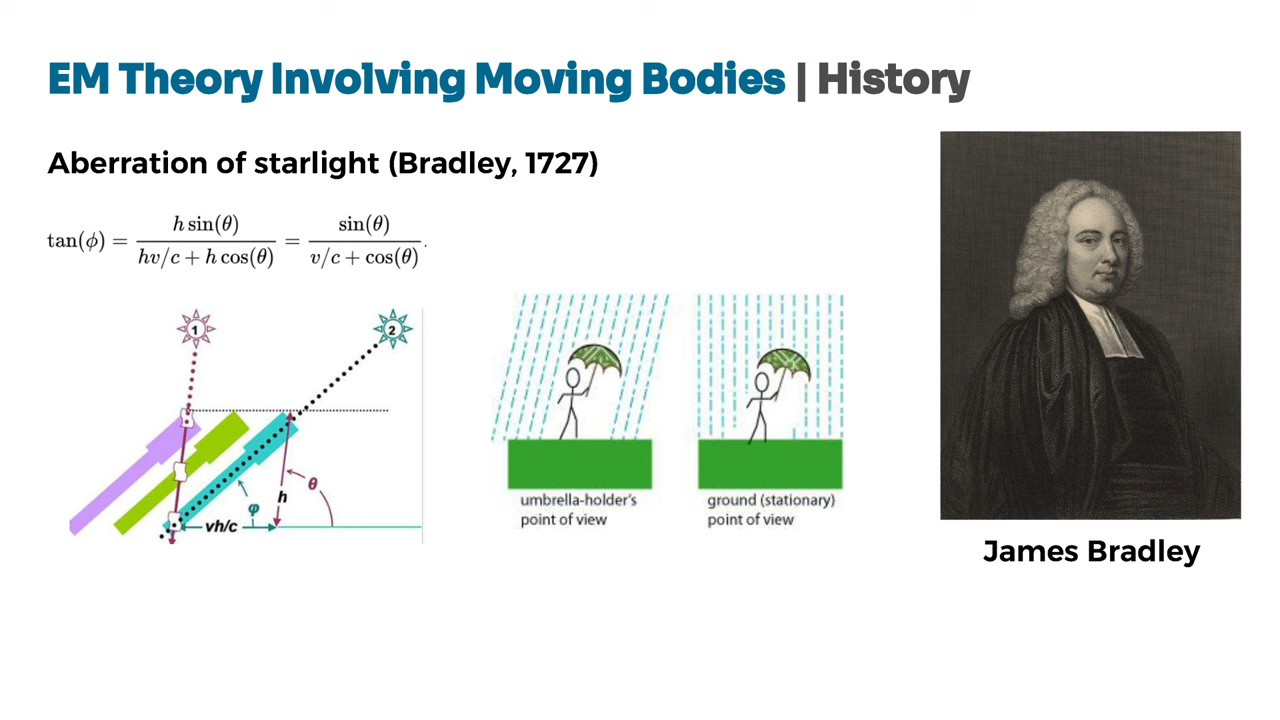 EM Theory Involving Moving Bodies | History
Aberration of starlight (Bradley, 1727)
tan(ϕ) = h sin(θ) / hv/c + h cos(θ) = sin(θ) / v/c + cos(θ) .
1
2
θ
h
φ
vh/c
umbrella-holder's
point of view
ground (stationary)
point of view
James Bradley